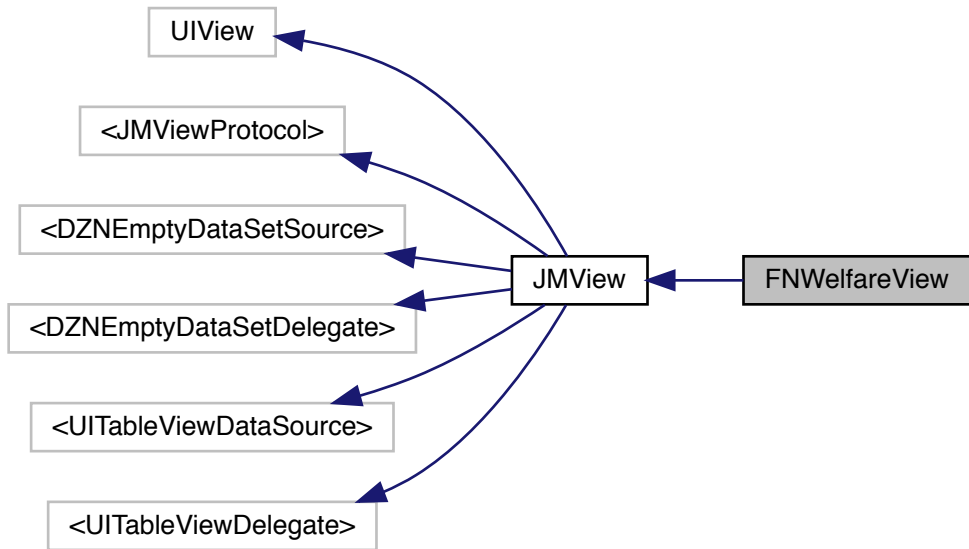 UIView
<JMViewProtocol>
<DZNEmptyDataSetSource>
<DZNEmptyDataSetDelegate>
<UITableViewDataSource>
<UITableViewDelegate>
JMView
FNWelfareView